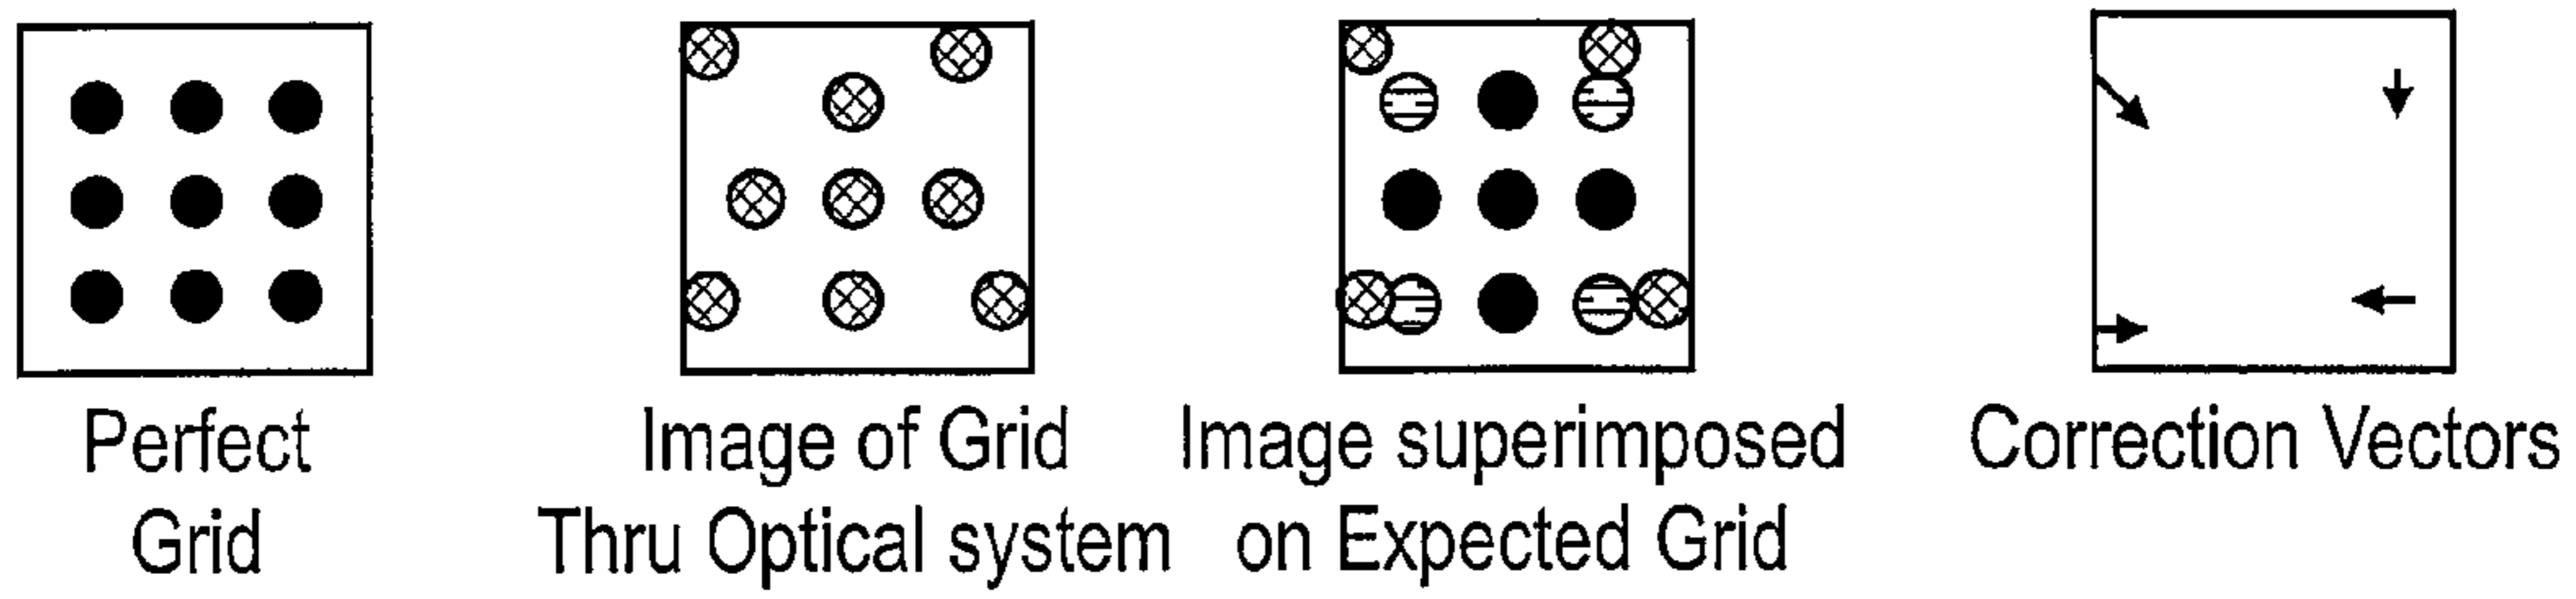 Perfect
Grid
Image of Grid
Thru Optical system
Image superimposed
on Expected Grid
Correction Vectors